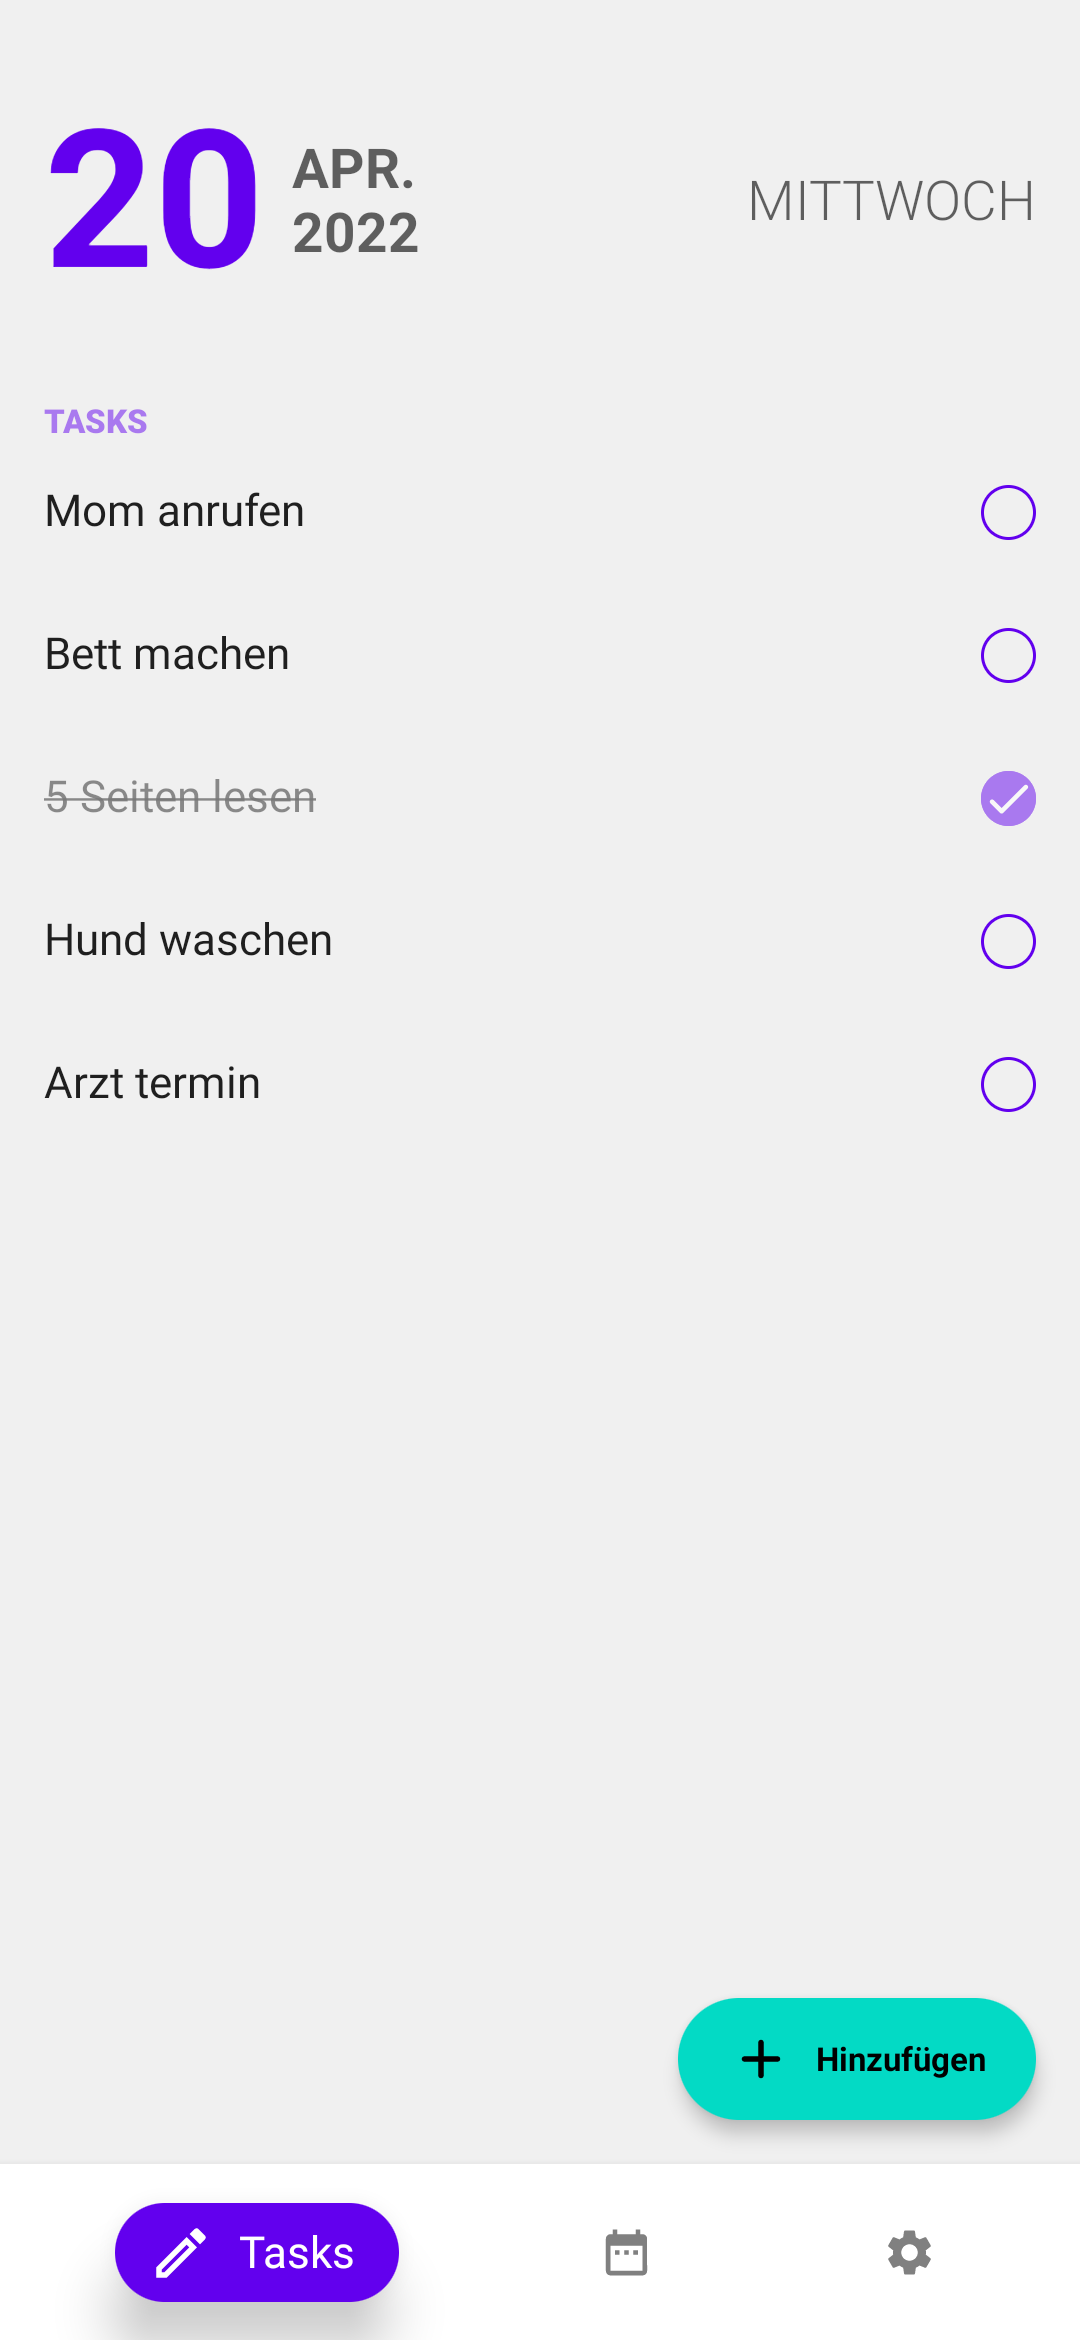 20
APR.
2022
MITTWOCH
TASKS
Mom anrufen
Bett machen
5 Seiten lesen
Hund waschen
Arzt termin
Hinzufügen
Tasks